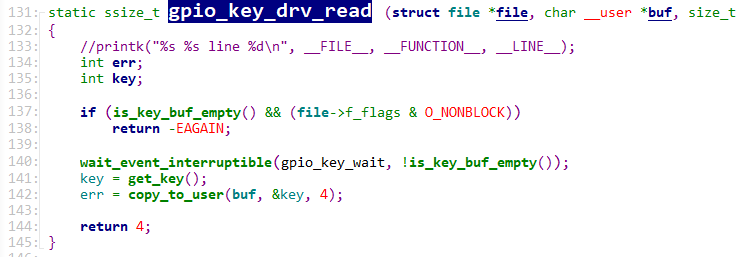 131: static ssize_t gpio_key_drv_read (struct file *file, char __user *buf, size_t
132: {
133:     //printk("%s %s line %d\n", __FILE__, __FUNCTION__, __LINE__);
134:     int err;
135:     int key;
136:
137:     if (is_key_buf_empty() && (file->f_flags & O_NONBLOCK))
138:         return -EAGAIN;
139:
140:     wait_event_interruptible(gpio_key_wait, !is_key_buf_empty());
141:     key = get_key();
142:     err = copy_to_user(buf, &key, 4);
143:
144:     return 4;
145: }